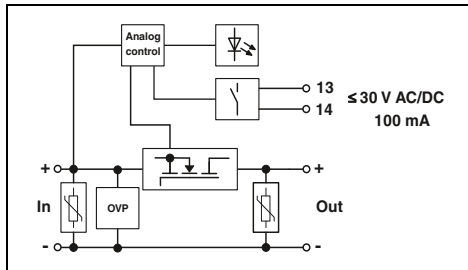 Analog
control
13
14
≤ 30 V AC/DC
100 mA
+
+
In
OVP
Out
-
-